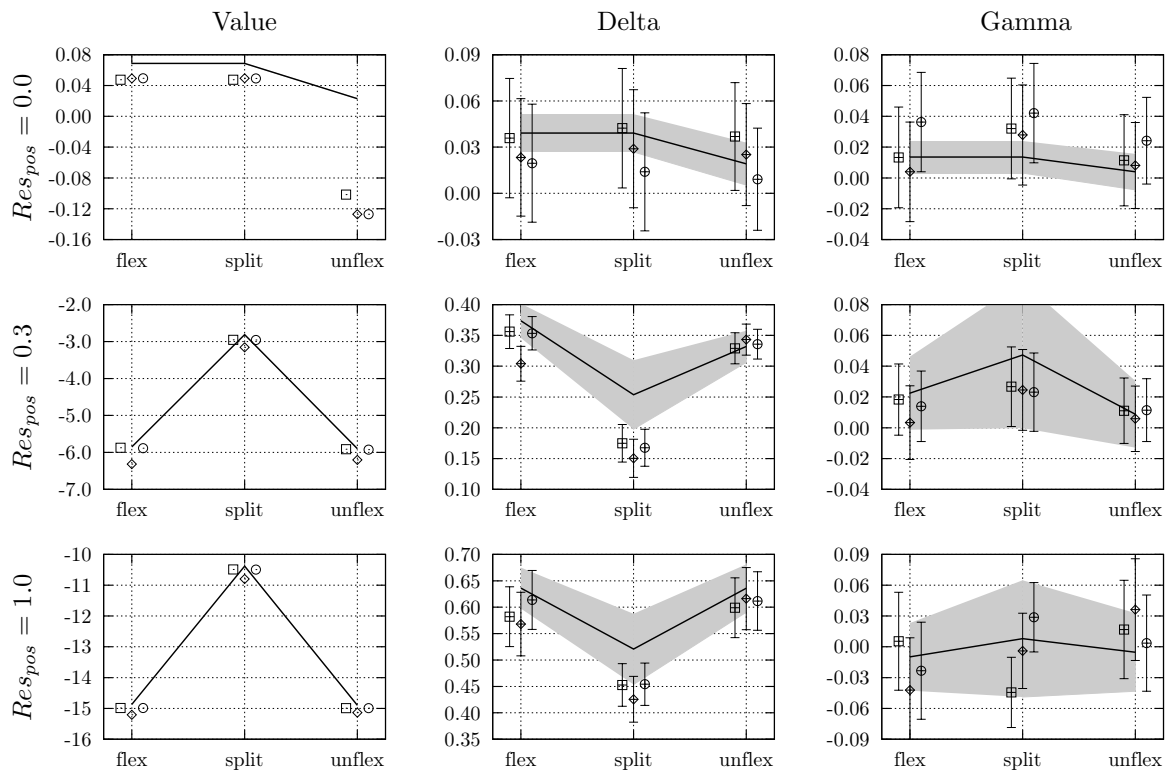 Value Delta Gamma
Res_pos = 0.0
0.08 0.04 0.00 -0.04 -0.08 -0.12 -0.16
flex split unflex
0.09 0.06 0.03 0.00 -0.03
flex split unflex
0.08 0.06 0.04 0.02 0.00 -0.02 -0.04
flex split unflex
Res_pos = 0.3
-2.0 -3.0 -4.0 -5.0 -6.0 -7.0
flex split unflex
0.40 0.35 0.30 0.25 0.20 0.15 0.10
flex split unflex
0.08 0.06 0.04 0.02 0.00 -0.02 -0.04
flex split unflex
Res_pos = 1.0
-10 -11 -12 -13 -14 -15 -16
flex split unflex
0.70 0.65 0.60 0.55 0.50 0.45 0.40 0.35
flex split unflex
0.09 0.06 0.03 0.00 -0.03 -0.06 -0.09
flex split unflex